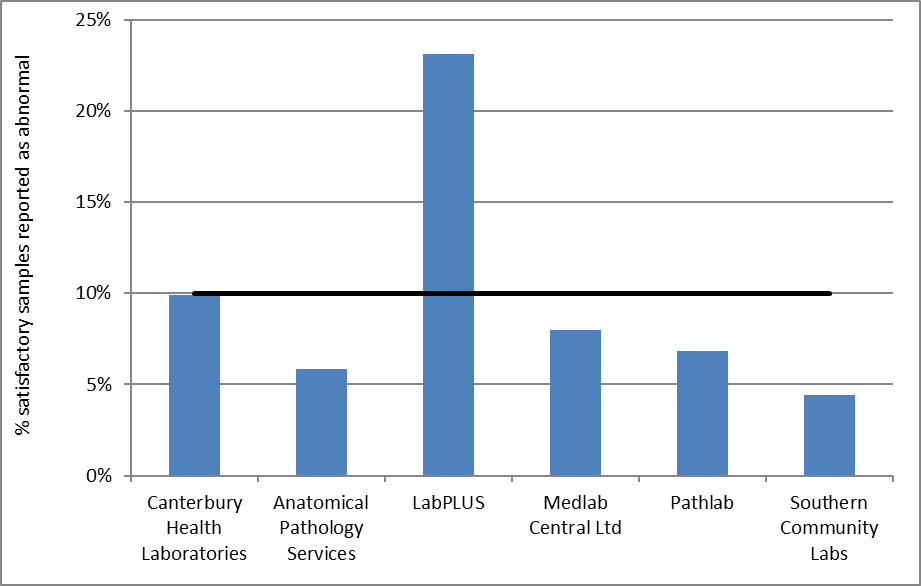 % satisfactory samples reported as abnormal
25%
20%
15%
10%
5%
0%
Canterbury
Health
Laboratories
Anatomical
Pathology
Services
LabPLUS
Medlab
Central Ltd
Pathlab
Southern
Community
Labs